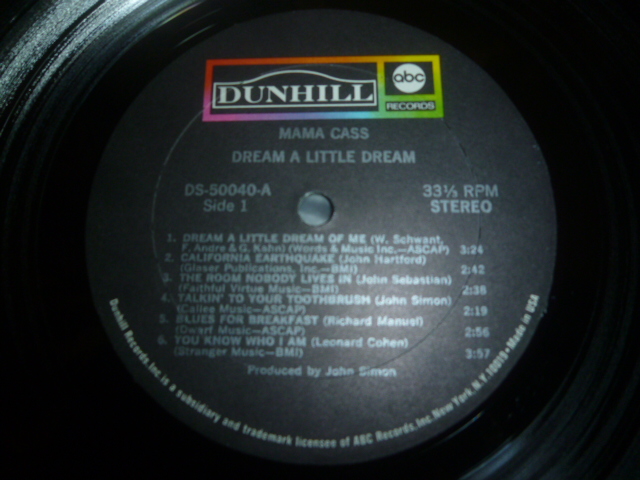 DUNHILL
abc
RECORDS
MAMA CASS
DREAM A LITTLE DREAM
DS-50040-A
33⅓ RPM
Side 1
STEREO
1. DREAM A LITTLE DREAM OF ME (W. Schwant,
F. Andre & G. Kahn) (Words & Music Inc.—ASCAP) 3:24
2. CALIFORNIA EARTHQUAKE (John Hartford)
(Glaser Publications, Inc.—BMI) 2:42
3. THE ROOM NOBODY LIVES IN (John Sebastian)
(Faithful Virtue Music—BMI) 2:38
4. TALKIN' TO YOUR TOOTHBRUSH (John Simon)
(Callee Music—ASCAP) 2:19
5. BLUES FOR BREAKFAST (Richard Manuel)
(Dwarf Music—ASCAP) 2:56
6. YOU KNOW WHO I AM (Leonard Cohen)
(Stranger Music—BMI) 3:57
Produced by John Simon
Dunhill Records, Inc. is a subsidiary and trademark licensee of ABC Records, Inc. New York, N.Y. 10019 • Made in USA